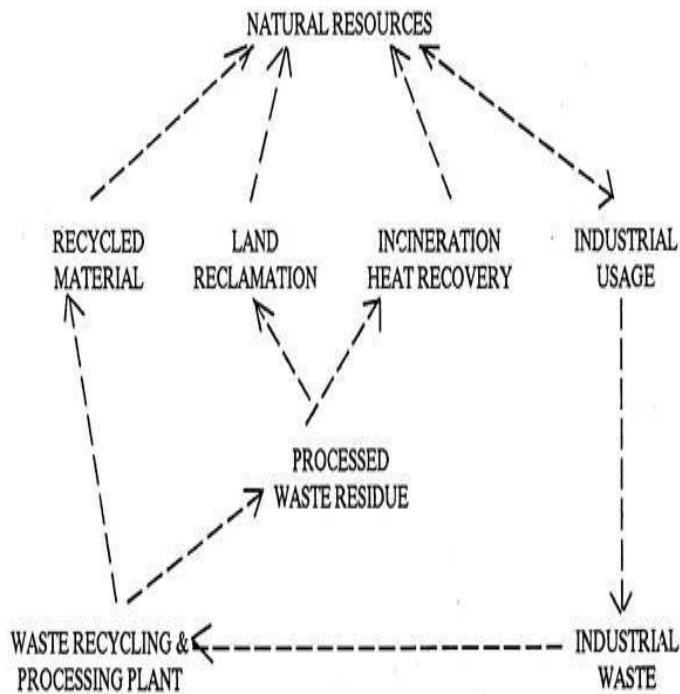 NATURAL RESOURCES
RECYCLED
MATERIAL
LAND
RECLAMATION
INCINERATION
HEAT RECOVERY
INDUSTRIAL
USAGE
PROCESSED
WASTE RESIDUE
WASTE RECYCLING &
PROCESSING PLANT
INDUSTRIAL
WASTE